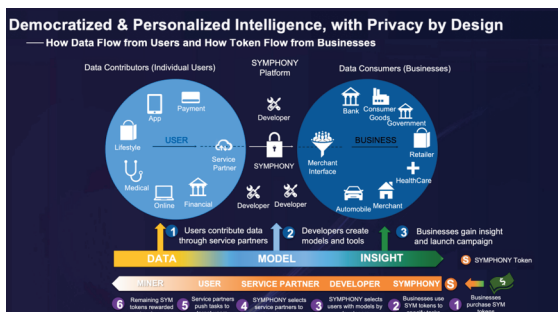 Democratized & Personalized Intelligence, with Privacy by Design
How Data Flow from Users and How Token Flow from Businesses
Data Contributors (Individual Users)
SYMPHONY
Platform
Data Consumers (Businesses)
App
Payment
Lifestyle
USER
Service
Partner
Medical
Online
Financial
Developer
SYMPHONY
Developer
Developer
Bank
Consumer
Goods
Government
BUSINESS
Merchant
Interface
Retailer
HealthCare
Automobile
Merchant
1 Users contribute data
through service partners
2 Developers create
models and tools
3 Businesses gain insight
and launch campaign
DATA
MODEL
INSIGHT
S SYMPHONY Token
MINER
USER
SERVICE PARTNER
DEVELOPER
SYMPHONY
S
6 Remaining SYM
tokens rewarded
5 Service partners
push tasks to
4 SYMPHONY selects
service partners to
3 SYMPHONY selects
users with models by
2 Businesses use
SYM tokens to
1 Businesses
purchase SYM
tokens